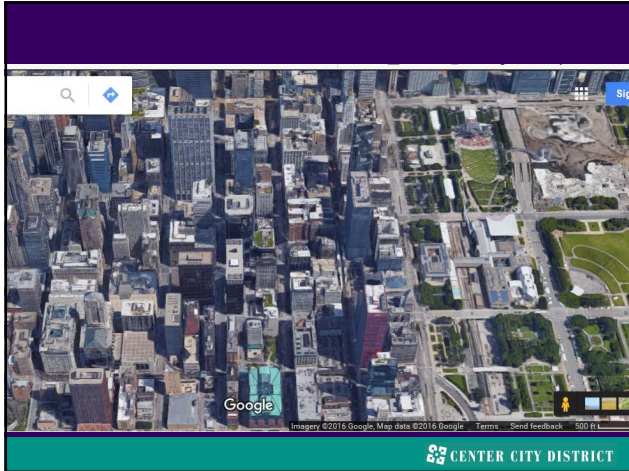 Sig
Google
Imagery ©2016 Google, Map data ©2016 Google Terms Send feedback 500 ft
CENTER CITY DISTRICT